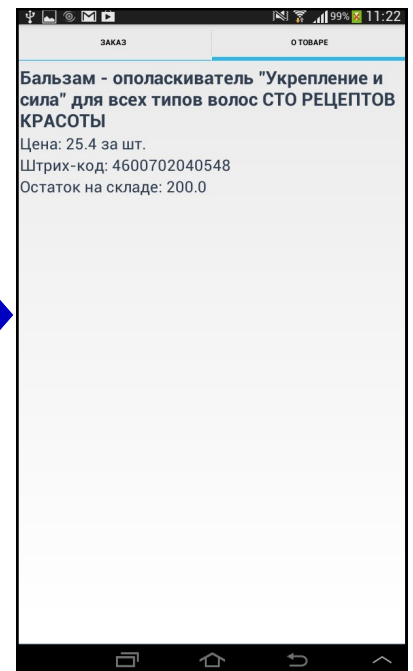 99% 11:22
ЗАКАЗ О ТОВАРЕ
Бальзам - ополаскиватель "Укрепление и
сила" для всех типов волос СТО РЕЦЕПТОВ
КРАСОТЫ
Цена: 25.4 за шт.
Штрих-код: 4600702040548
Остаток на складе: 200.0